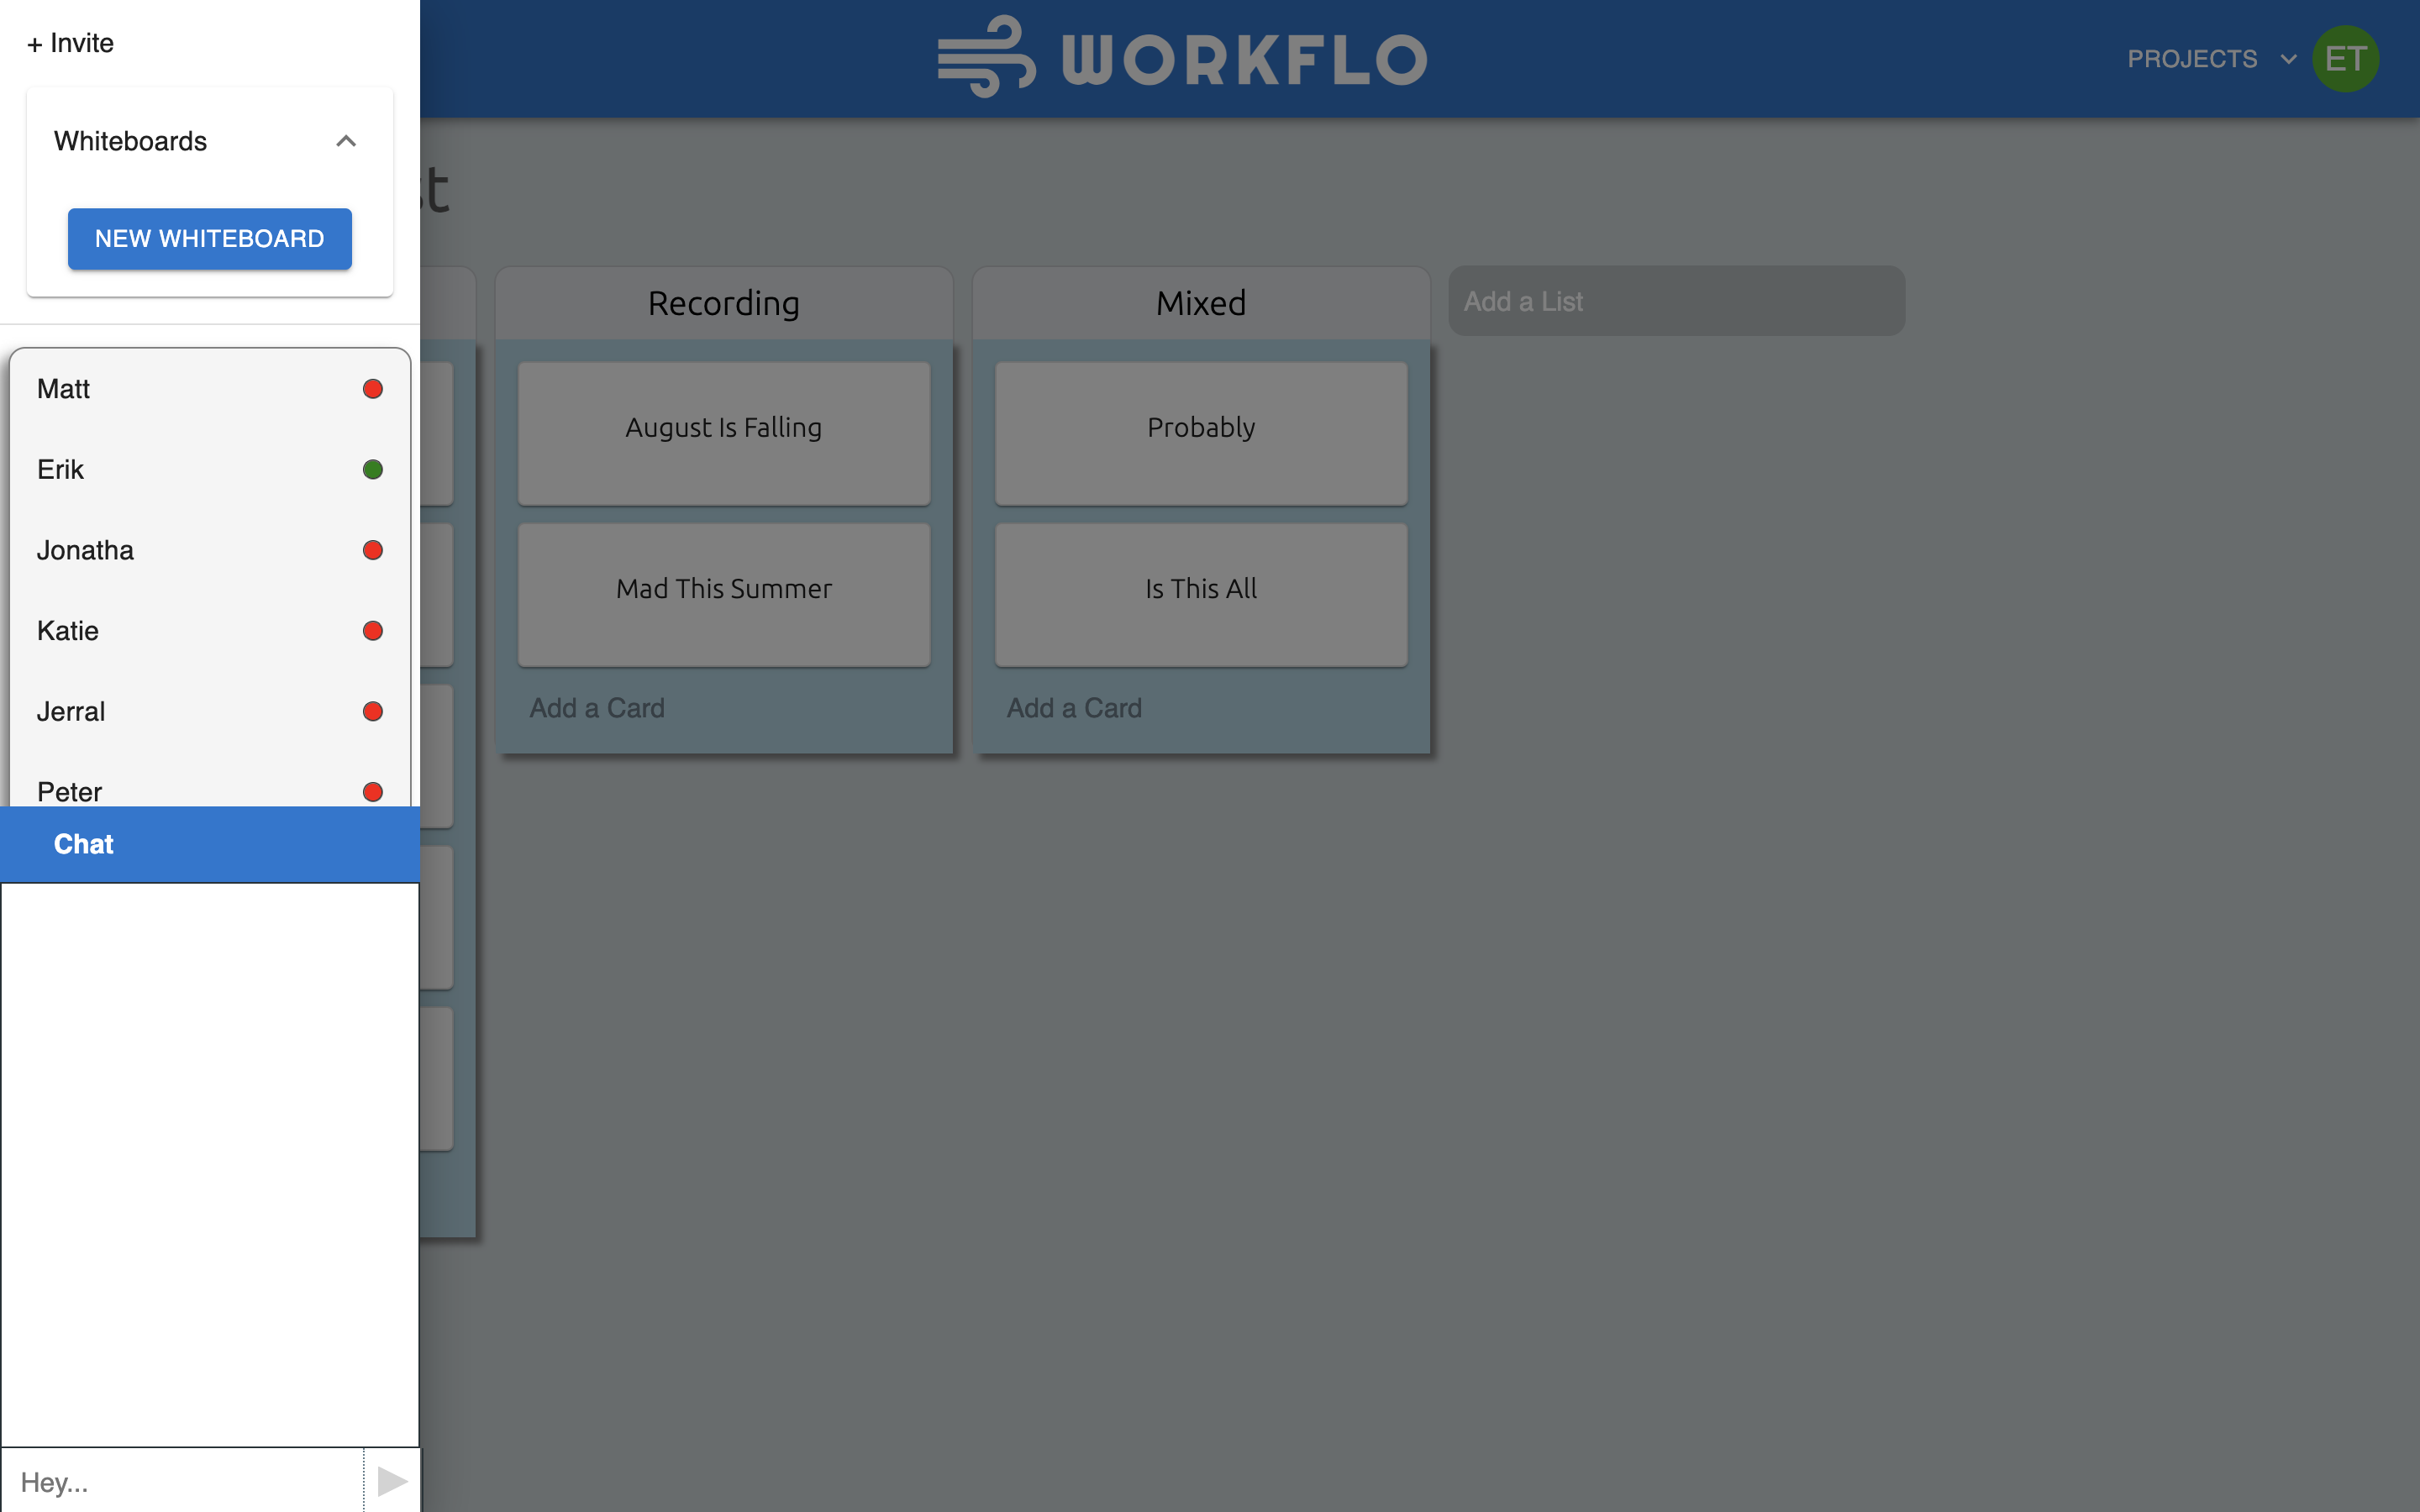 + Invite
Whiteboards
NEW WHITEBOARD
Matt
Erik
Jonatha
Katie
Jerral
Peter
Chat
Hey...
WORKFLO
PROJECTS
ET
Recording
August Is Falling
Mad This Summer
Add a Card
Mixed
Probably
Is This All
Add a Card
Add a List